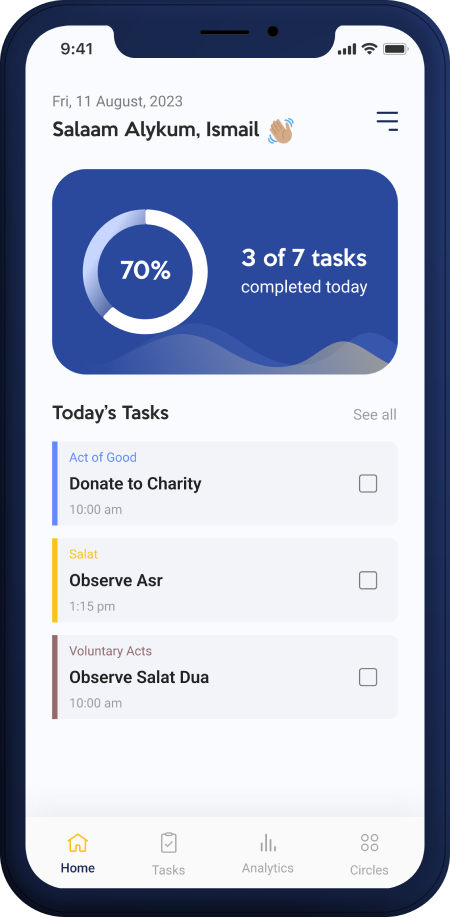 9:41
Fri, 11 August, 2023
Salaam Alykum, Ismail 👋🏽
70%
3 of 7 tasks
completed today
Today’s Tasks
See all
Act of Good
Donate to Charity
10:00 am
Salat
Observe Asr
1:15 pm
Voluntary Acts
Observe Salat Dua
10:00 am
Home
Tasks
Analytics
Circles